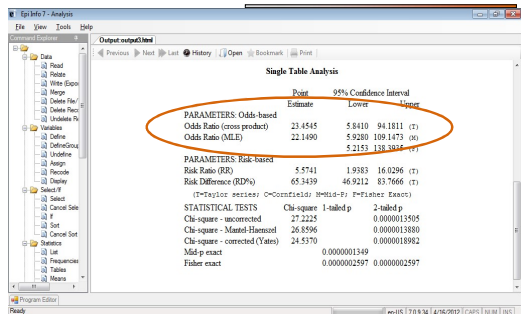 Epi Info 7 - Analysis
File View Tools Help
Command Explorer
Output:output3.html
Previous Next Last History Open Bookmark Print
Data
Read
Relate
Write (Expor
Merge
Delete File/
Delete Reco
Undelete Re
Variables
Define
DefineGroup
Undefine
Assign
Recode
Display
Select/If
Select
Cancel Sele
If
Sort
Cancel Sort
Statistics
List
Frequencies
Tables
Means
Single Table Analysis
Point 95% Confidence Interval
Estimate Lower Upper
PARAMETERS: Odds-based
Odds Ratio (cross product) 23.4545 5.8410 94.1811 (T)
Odds Ratio (MLE) 22.1490 5.9280 109.1473 (M)
5.2153 138.3935 (F)
PARAMETERS: Risk-based
Risk Ratio (RR) 5.5741 1.9383 16.0296 (T)
Risk Difference (RD%) 65.3439 46.9212 83.7666 (T)
(T=Taylor series; C=Cornfield; M=Mid-P; F=Fisher Exact)
STATISTICAL TESTS Chi-square 1-tailed p 2-tailed p
Chi-square - uncorrected 27.2225 0.0000013505
Chi-square - Mantel-Haenszel 26.8596 0.0000013880
Chi-square - corrected (Yates) 24.5370 0.0000018982
Mid-p exact 0.0000001349
Fisher exact 0.0000002597 0.0000002597
Program Editor
Ready en-US 7.0.9.34 4/16/2012 CAPS NUM INS